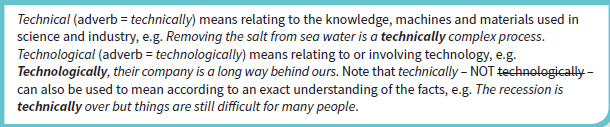 Technical (adverb = technically) means relating to the knowledge, machines and materials used in
science and industry, e.g. Removing the salt from sea water is a technically complex process.
Technological (adverb = technologically) means relating to or involving technology, e.g.
Technologically, their company is a long way behind ours. Note that technically – NOT technologically –
can also be used to mean according to an exact understanding of the facts, e.g. The recession is
technically over but things are still difficult for many people.